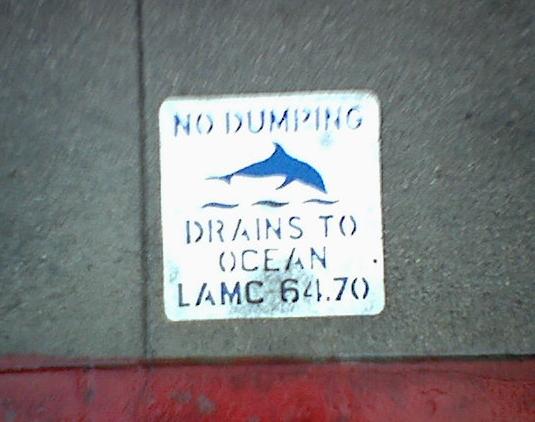 NO DUMPING
DRAINS TO
OCEAN
LAMC 64.70